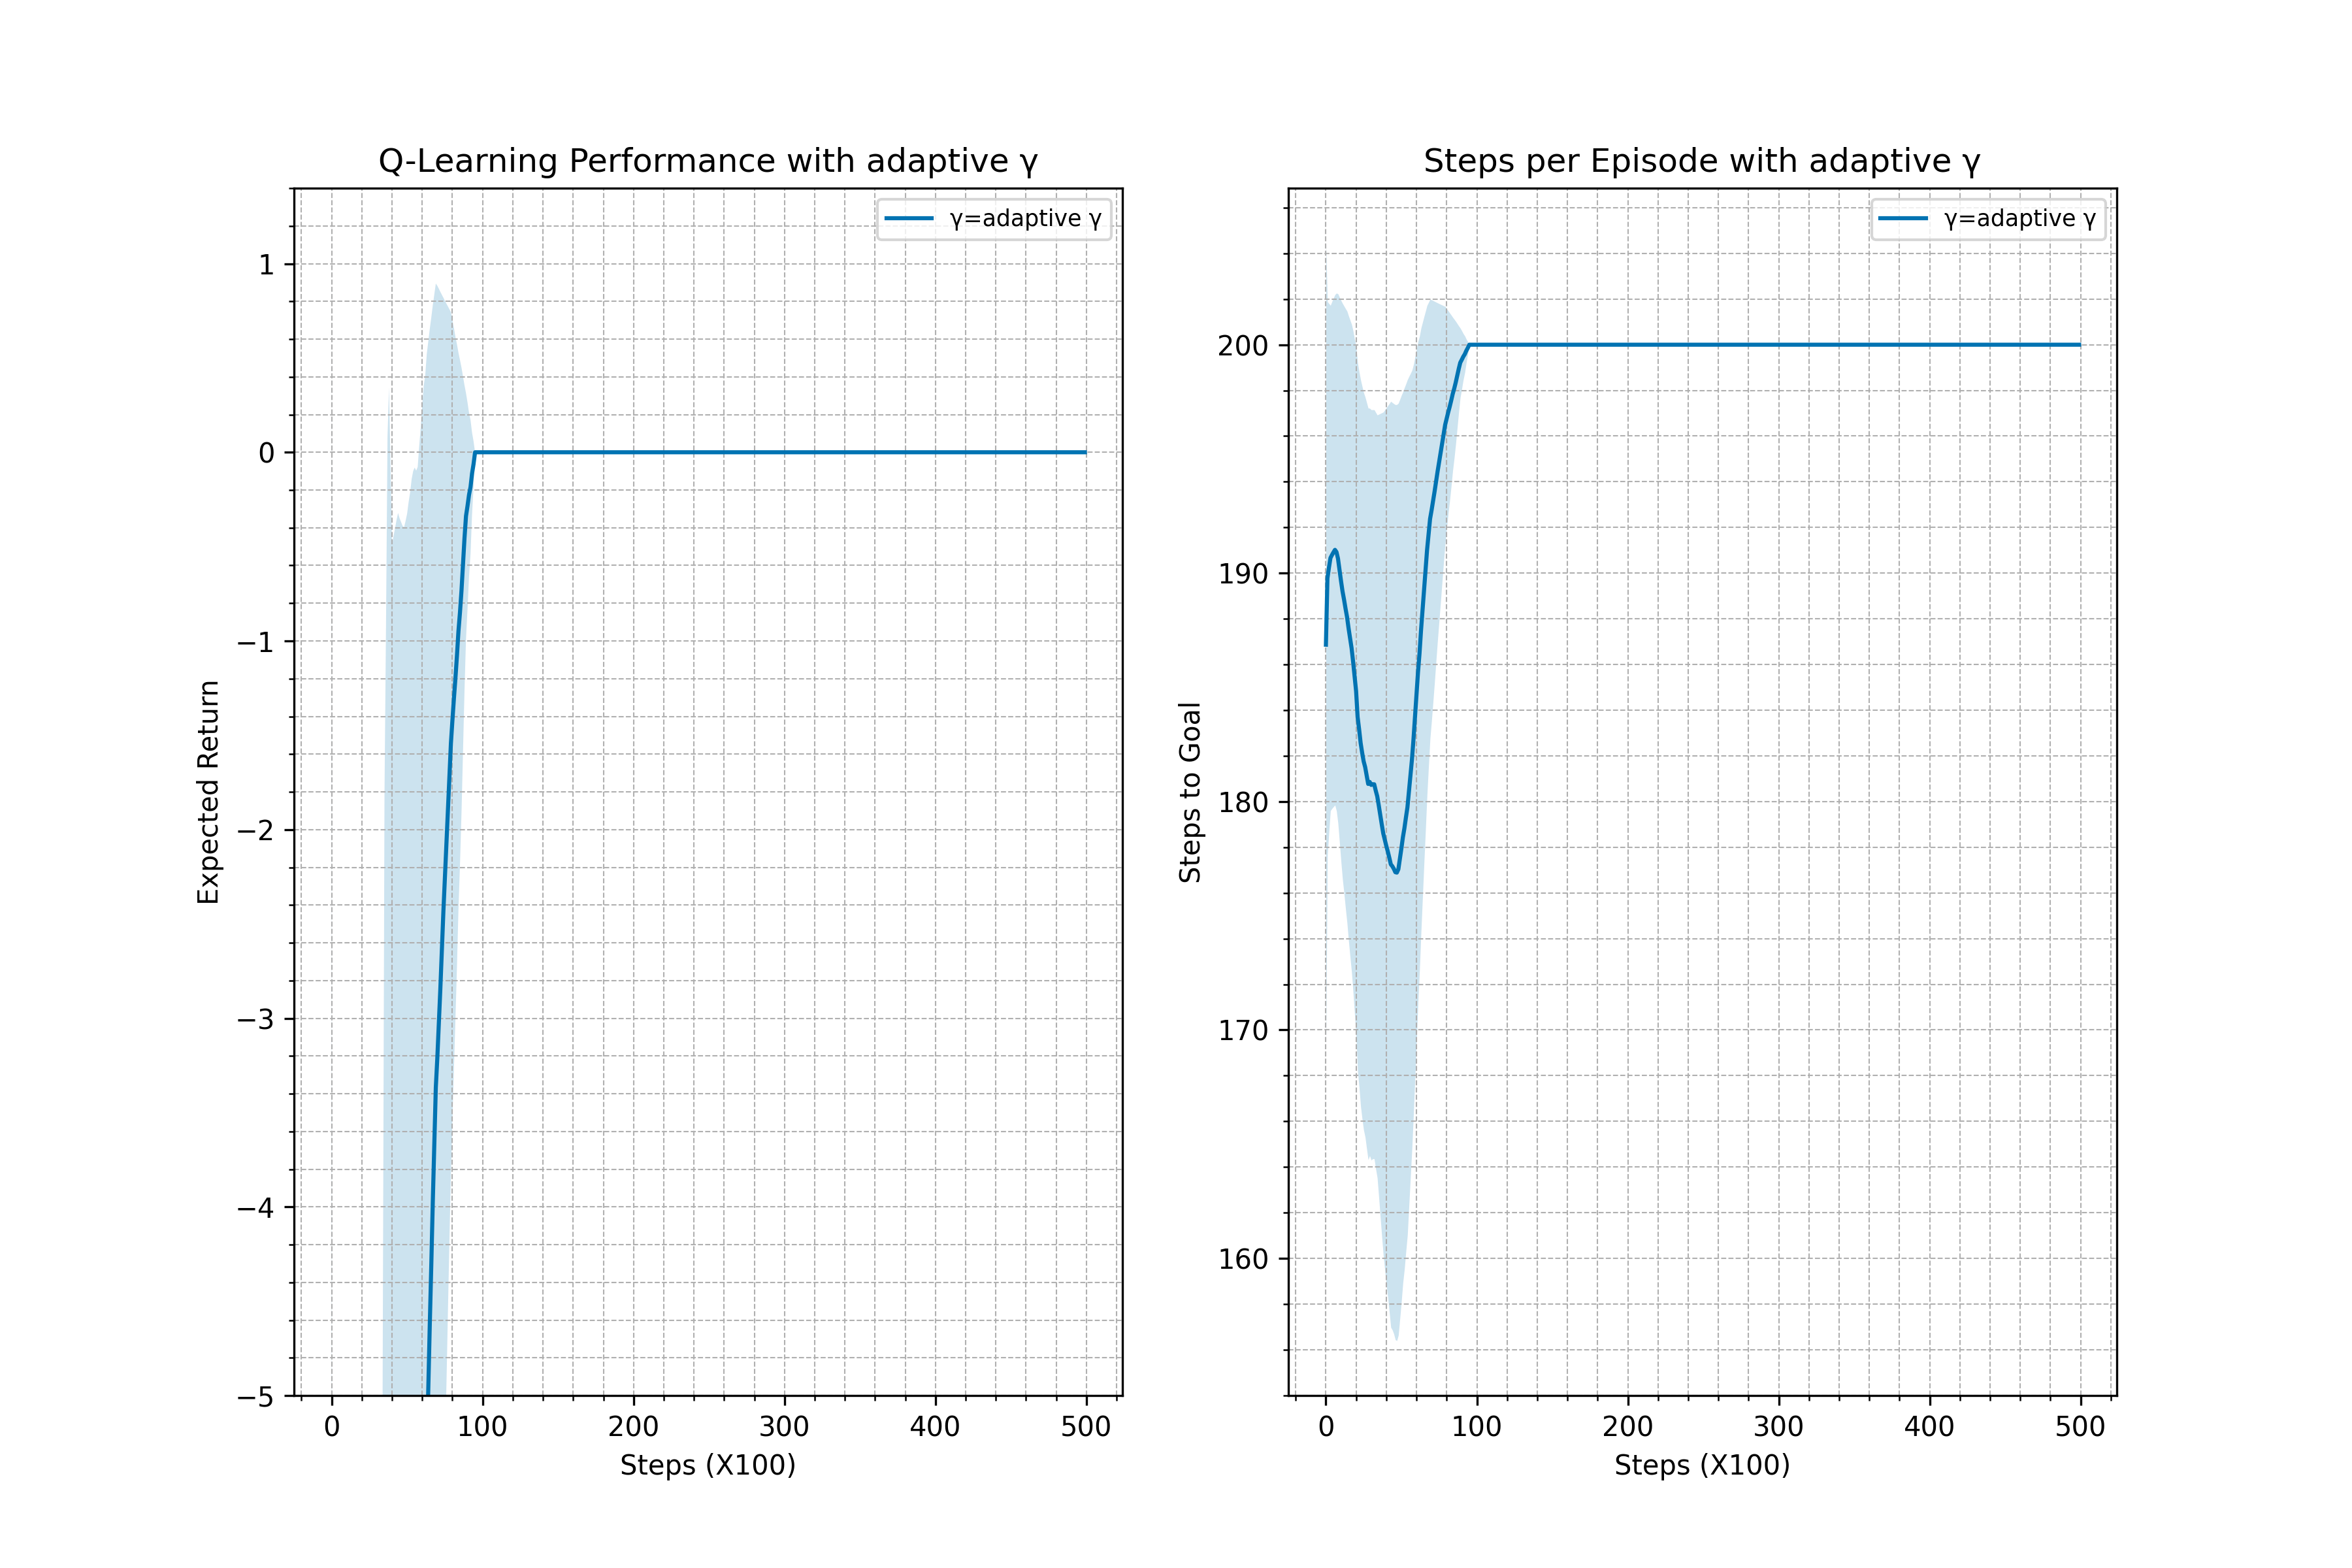 Q-Learning Performance with adaptive γ
γ=adaptive γ
1
0
−1
−2
−3
−4
−5
Expected Return
0 100 200 300 400 500
Steps (X100)
Steps per Episode with adaptive γ
γ=adaptive γ
200
190
180
170
160
Steps to Goal
0 100 200 300 400 500
Steps (X100)